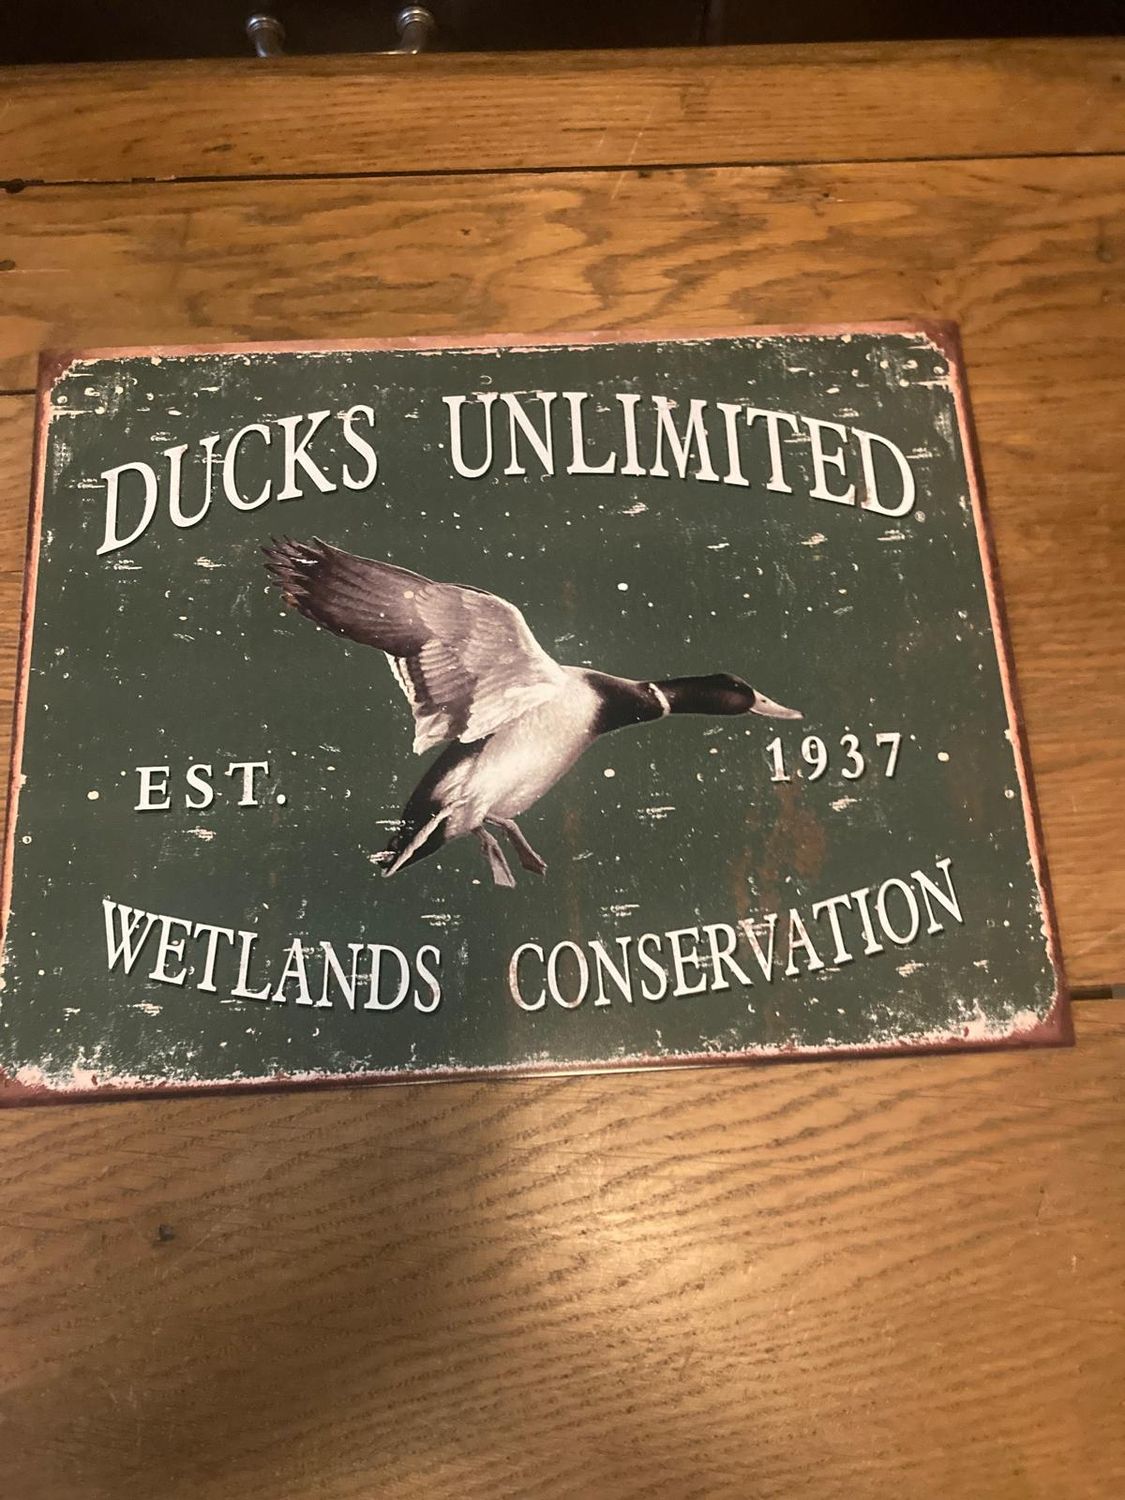 DUCKS UNLIMITED®
EST. 1937
WETLANDS CONSERVATION